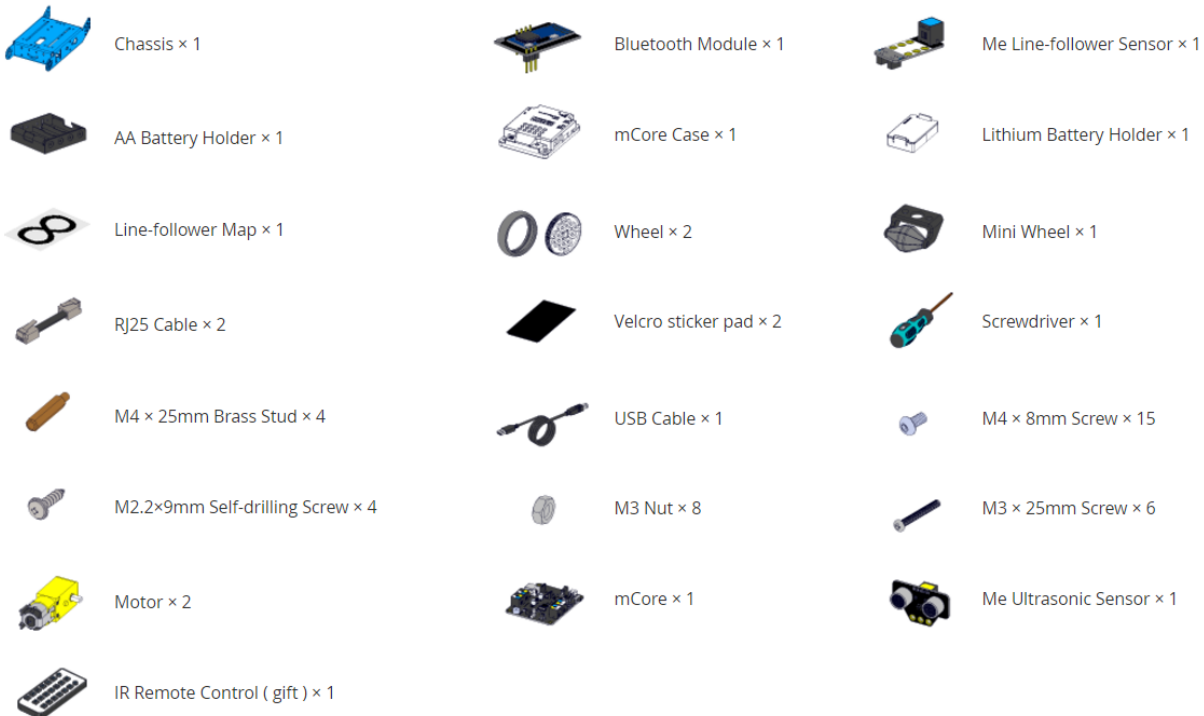 Chassis × 1
Bluetooth Module × 1
Me Line-follower Sensor × 1
AA Battery Holder × 1
mCore Case × 1
Lithium Battery Holder × 1
Line-follower Map × 1
Wheel × 2
Mini Wheel × 1
RJ25 Cable × 2
Velcro sticker pad × 2
Screwdriver × 1
M4 × 25mm Brass Stud × 4
USB Cable × 1
M4 × 8mm Screw × 15
M2.2×9mm Self-drilling Screw × 4
M3 Nut × 8
M3 × 25mm Screw × 6
Motor × 2
mCore × 1
Me Ultrasonic Sensor × 1
IR Remote Control ( gift ) × 1